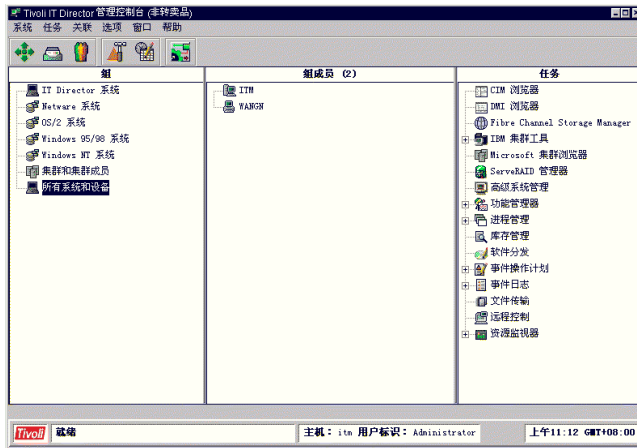 Tivoli IT Director 管理控制台 (非转卖品)
系统 任务 关联 选项 窗口 帮助
组
IT Director 系统
Netware 系统
OS/2 系统
Windows 95/98 系统
Windows NT 系统
集群和集群成员
所有系统和设备
组成员 (2)
ITM
WANGN
任务
CIM 浏览器
DMI 浏览器
Fibre Channel Storage Manager
IBM 集群工具
Microsoft 集群浏览器
ServeRAID 管理器
高级系统管理
功能管理器
进程管理
库存管理
软件分发
事件操作计划
事件日志
文件传输
远程控制
资源监视器
Tivoli 就绪 主机: itm 用户标识: Administrator 上午11:12 GMT+08:00